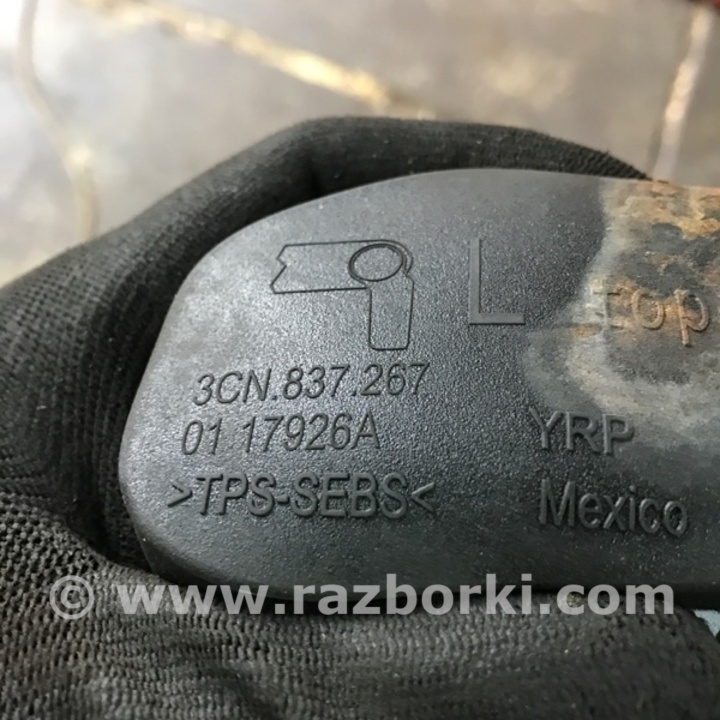 L top
3CN.837.267
01 17926A YRP
>TPS-SEBS< Mexico
© www.razborki.com